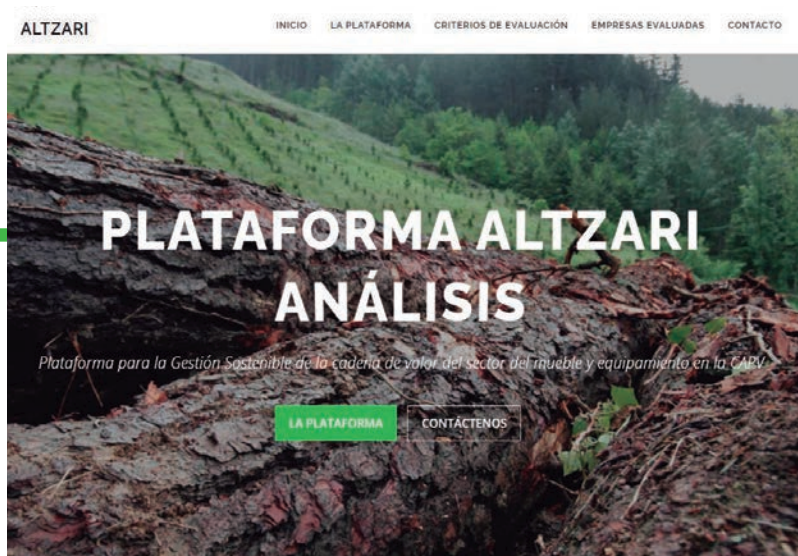 ALTZARI
INICIO LA PLATAFORMA CRITERIOS DE EVALUACIÓN EMPRESAS EVALUADAS CONTACTO
PLATAFORMA ALTZARI
ANÁLISIS
Plataforma para la Gestión Sostenible de la cadena de valor del sector del mueble y equipamiento en la CAPV
LA PLATAFORMA CONTÁCTENOS